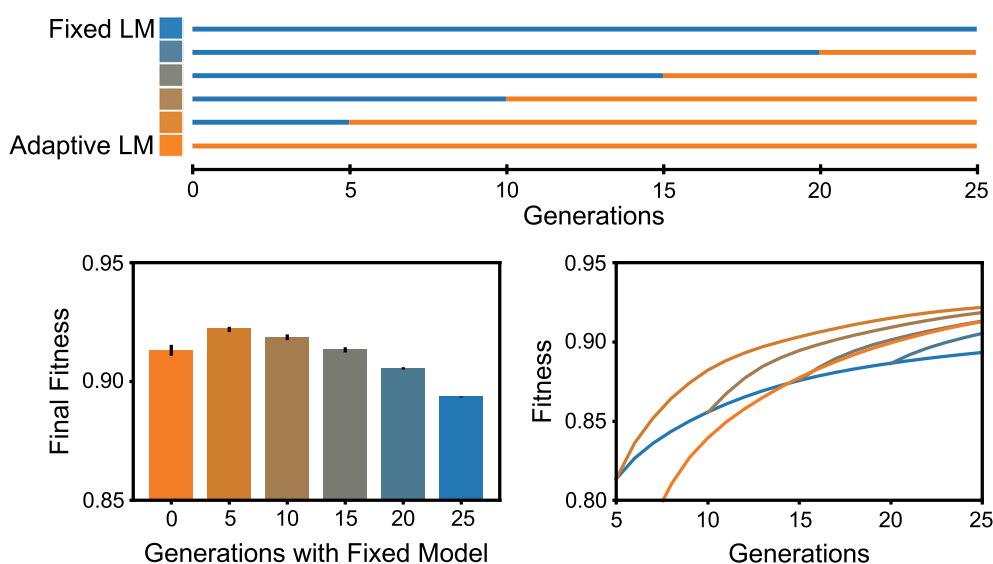 Fixed LM
Adaptive LM
0 5 10 15 20 25
Generations
0.95
0.90
0.85
Final Fitness
0 5 10 15 20 25
Generations with Fixed Model
0.95
0.90
0.85
0.80
Fitness
5 10 15 20 25
Generations